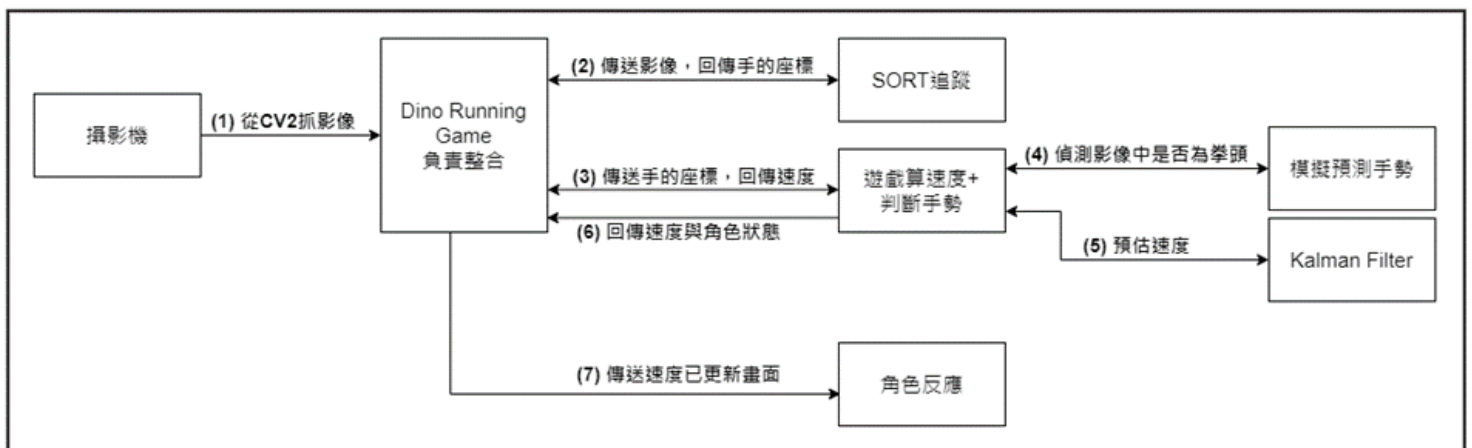 攝影機
(1) 從CV2抓影像
Dino Running
Game
負責整合
(2) 傳送影像，回傳手的座標
SORT追蹤
(3) 傳送手的座標，回傳速度
遊戲算速度+
判斷手勢
(4) 偵測影像中是否為拳頭
模擬預測手勢
(5) 預估速度
Kalman Filter
(6) 回傳速度與角色狀態
(7) 傳送速度已更新畫面
角色反應